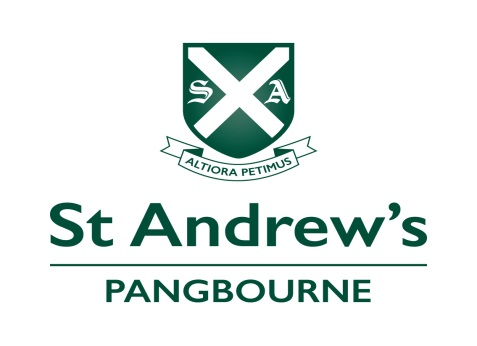 S A
ALTIORA PETIMUS
St Andrew's
PANGBOURNE